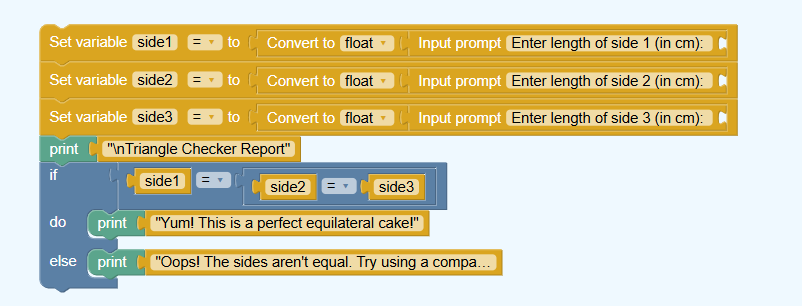 Set variable side1 = to Convert to float Input prompt Enter length of side 1 (in cm):
Set variable side2 = to Convert to float Input prompt Enter length of side 2 (in cm):
Set variable side3 = to Convert to float Input prompt Enter length of side 3 (in cm):
print "\nTriangle Checker Report"
if side1 = side2 = side3
do print "Yum! This is a perfect equilateral cake!"
else print "Oops! The sides aren't equal. Try using a compa...